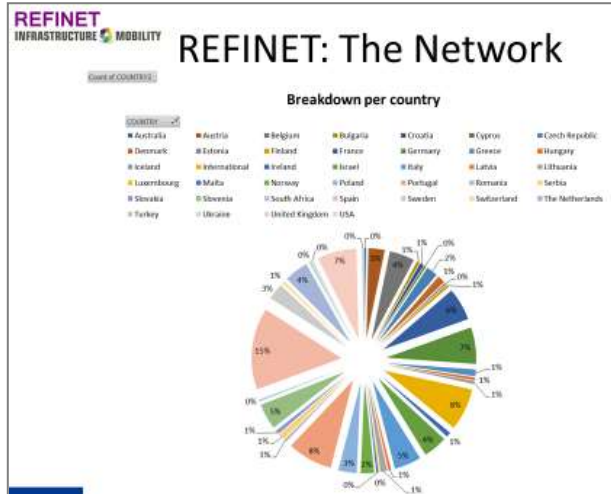 REFINET
INFRASTRUCTURE MOBILITY
REFINET: The Network
Count of COUNTRY2
Breakdown per country
COUNTRY
Australia Austria Belgium Bulgaria Croatia Cyprus Czech Republic
Denmark Estonia Finland France Germany Greece Hungary
Iceland International Ireland Israel Italy Latvia Lithuania
Luxembourg Malta Norway Poland Portugal Romania Serbia
Slovakia Slovenia South Africa Spain Sweden Switzerland The Netherlands
Turkey Ukraine United Kingdom USA
0% 0%
0% 0% 7% 4% 1% 1% 0%
1% 4% 2%
3% 1% 0% 1%
15% 7%
1%
1%
1%
0% 8%
5%
1% 1%
1% 4%
1% 8% 3% 2% 5%
0% 0% 1% 1%